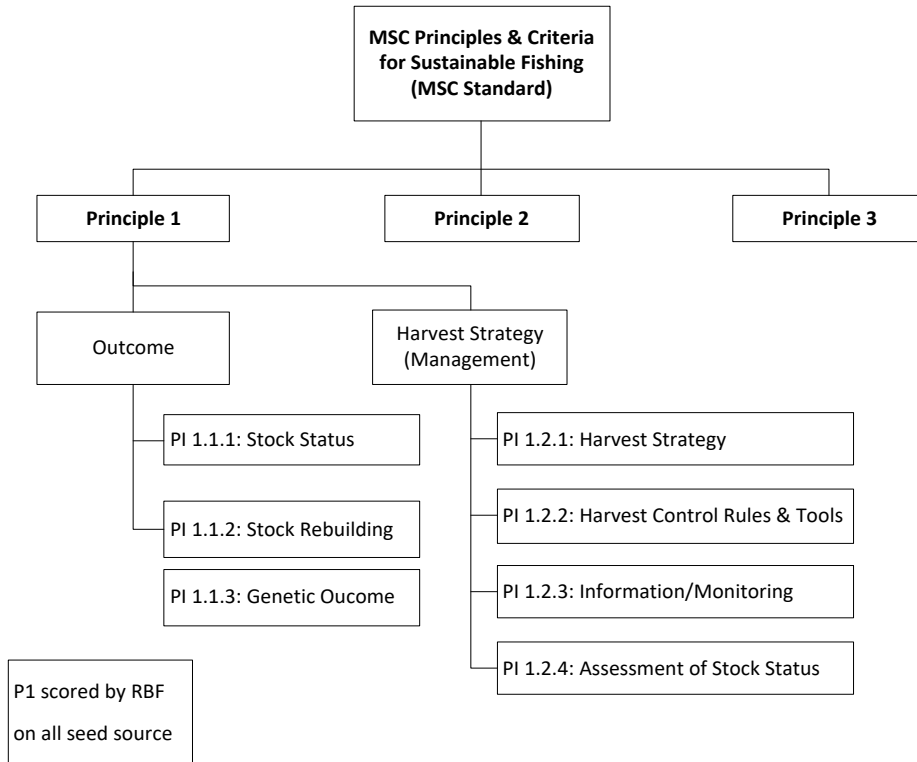 MSC Principles & Criteria
for Sustainable Fishing
(MSC Standard)
Principle 1
Principle 2
Principle 3
Outcome
Harvest Strategy
(Management)
PI 1.1.1: Stock Status
PI 1.1.2: Stock Rebuilding
PI 1.1.3: Genetic Oucome
PI 1.2.1: Harvest Strategy
PI 1.2.2: Harvest Control Rules & Tools
PI 1.2.3: Information/Monitoring
PI 1.2.4: Assessment of Stock Status
P1 scored by RBF
on all seed source